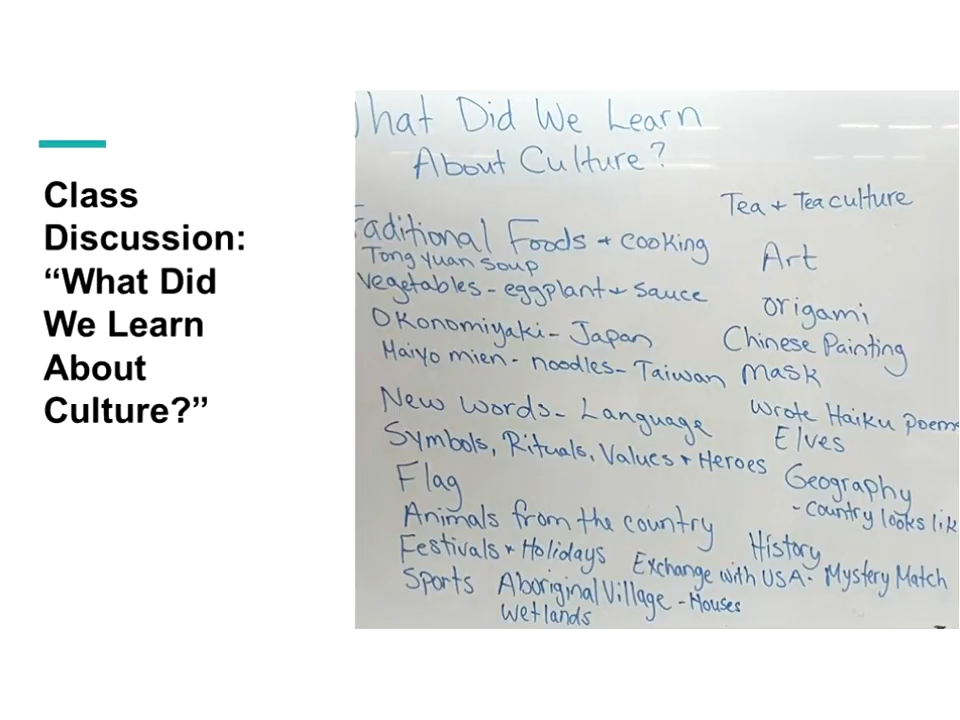 Class
Discussion:
“What Did
We Learn
About
Culture?”
hat Did We Learn
About Culture?
Tea + Tea culture
raditional Foods + cooking
Tong Yuan Soup
Vegetables - eggplant + sauce
Okonomiyaki - Japan
Maiyo mien - noodles - Taiwan
New Words - Language
Symbols, Rituals, Values + Heroes
Flag
Animals from the country
Festivals + Holidays
Sports
Art
origami
Chinese Painting
Mask
Wrote Haiku Poems
Elves
Geography
- country looks lik
History
Exchange with USA - Mystery Match
Aboriginal Village - Houses
Wetlands